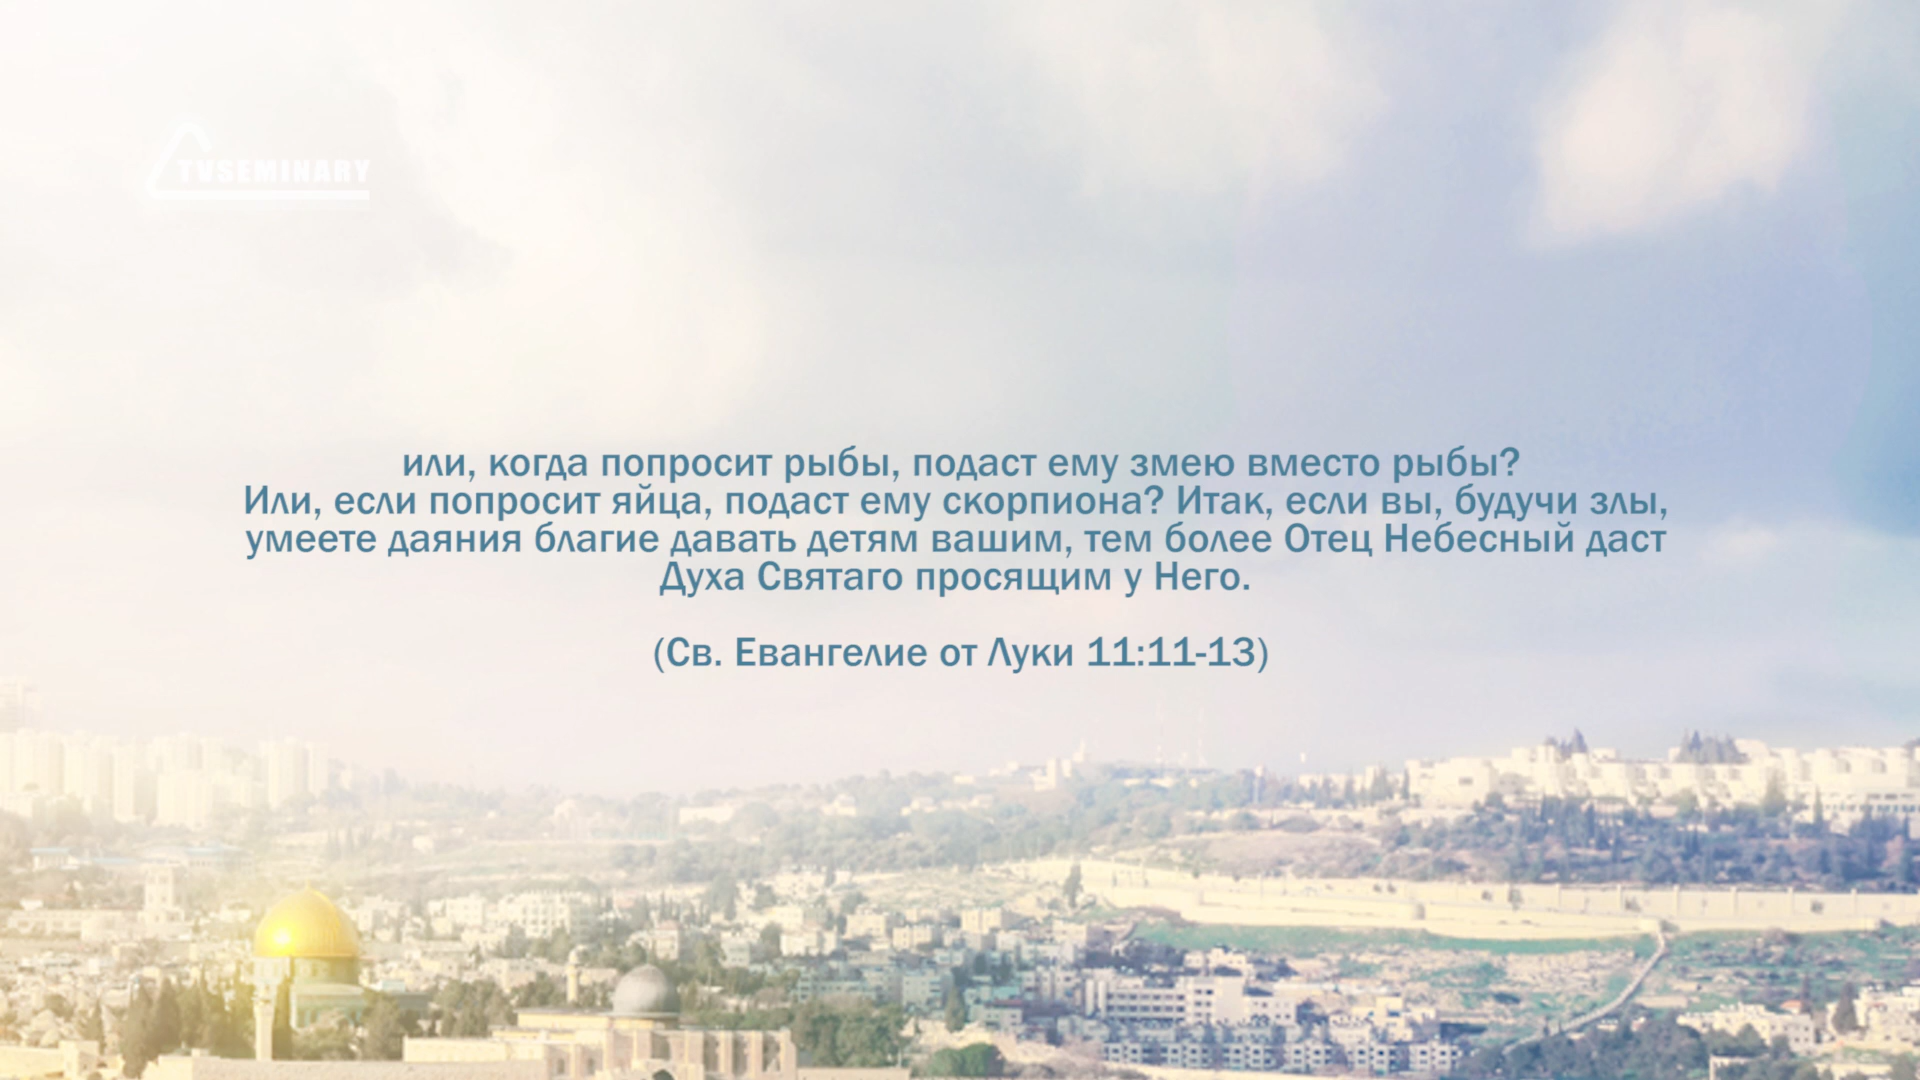 TVSEMINARY
или, когда попросит рыбы, подаст ему змею вместо рыбы?
Или, если попросит яйца, подаст ему скорпиона? Итак, если вы, будучи злы,
умеете даяния благие давать детям вашим, тем более Отец Небесный даст
Духа Святаго просящим у Него.
(Св. Евангелие от Луки 11:11-13)